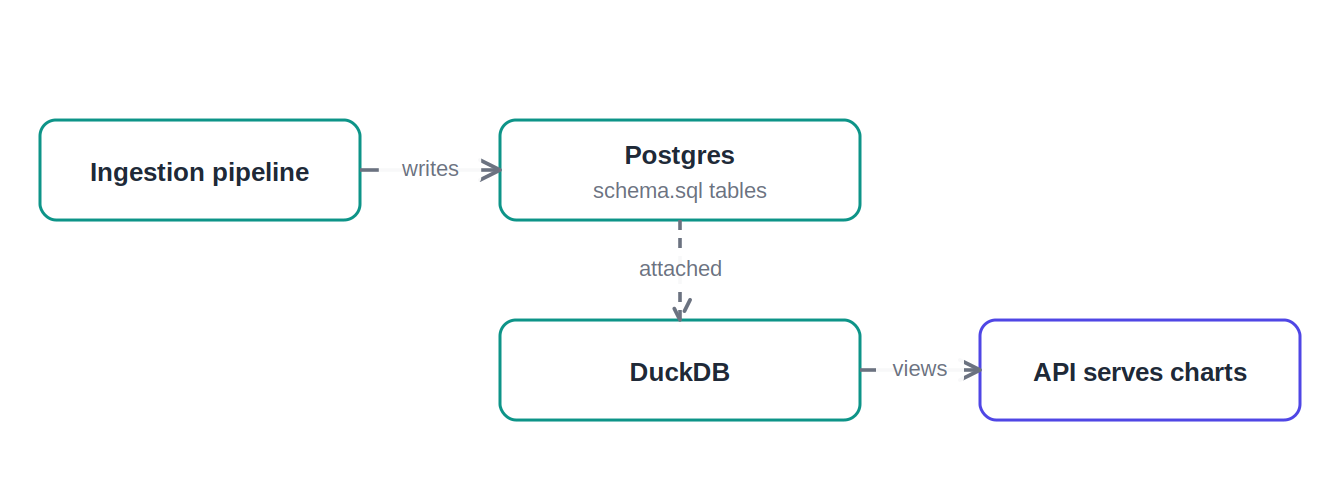 Ingestion pipeline
writes
Postgres
schema.sql tables
attached
DuckDB
views
API serves charts